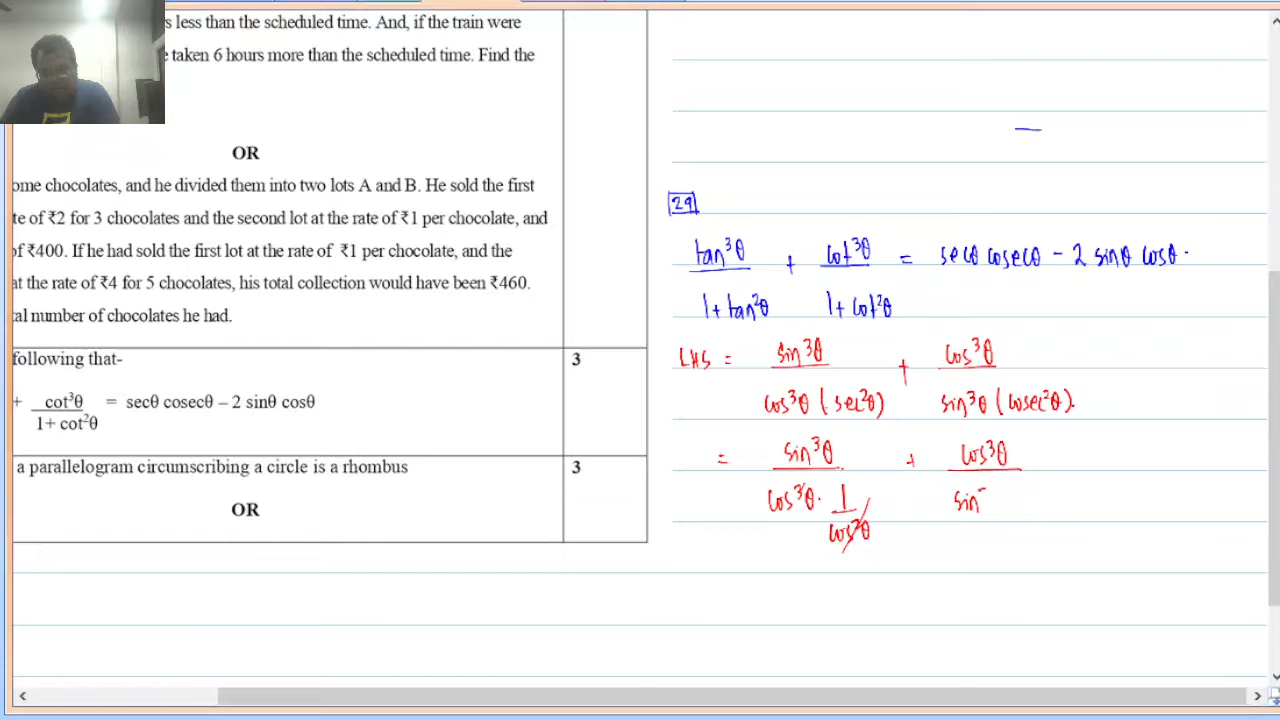 s less than the scheduled time. And, if the train were
taken 6 hours more than the scheduled time. Find the
OR
ome chocolates, and he divided them into two lots A and B. He sold the first
te of ₹2 for 3 chocolates and the second lot at the rate of ₹1 per chocolate, and
of ₹400. If he had sold the first lot at the rate of ₹1 per chocolate, and the
at the rate of ₹4 for 5 chocolates, his total collection would have been ₹460.
al number of chocolates he had.
following that-
3
+ cot³θ / 1+ cot²θ = secθ cosecθ – 2 sinθ cosθ
a parallelogram circumscribing a circle is a rhombus
3
OR
29
tan³θ / 1+tan²θ + cot³θ / 1+cot²θ = secθ cosecθ - 2 sinθ cosθ.
LHS = sin³θ / cos³θ (sec²θ) + cos³θ / sin³θ (cosec²θ).
= sin³θ / cos³θ. 1/cos²θ + cos³θ / sin